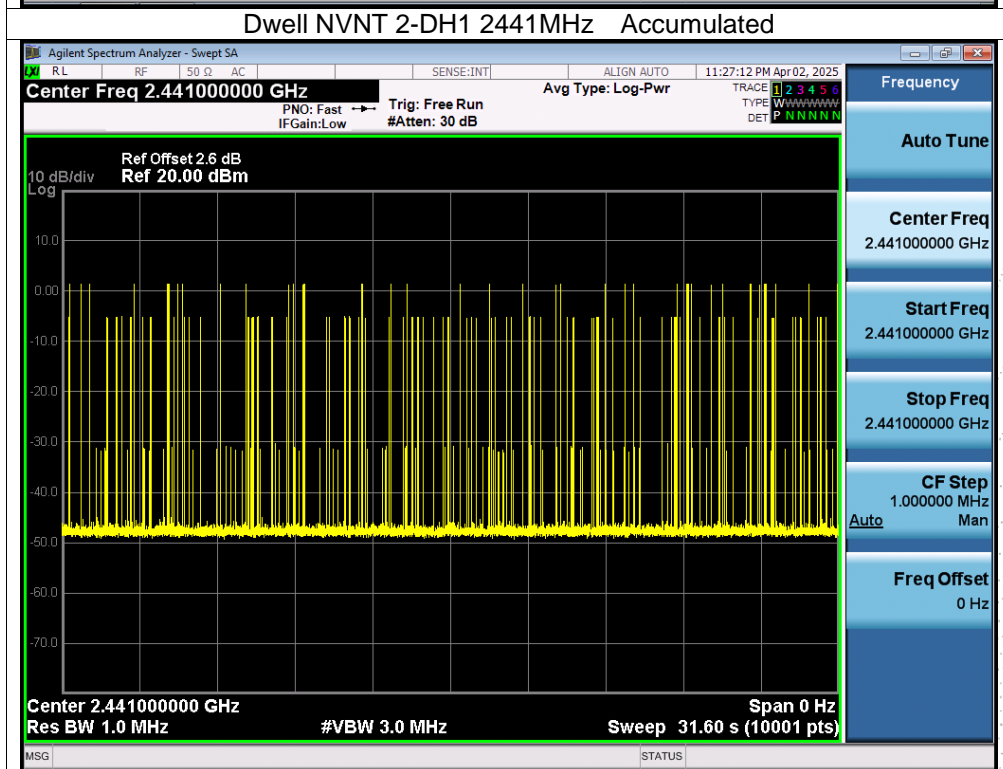 Dwell NVNT 2-DH1 2441MHz Accumulated
Agilent Spectrum Analyzer - Swept SA
LXI RL RF 50 Ω AC SENSE:INT ALIGN AUTO 11:27:12 PM Apr 02, 2025
Center Freq 2.441000000 GHz
PNO: Fast
IFGain:Low
Trig: Free Run
#Atten: 30 dB
Avg Type: Log-Pwr
TRACE 1 2 3 4 5 6
TYPE WWWWWW
DET P N N N N N
Ref Offset 2.6 dB
10 dB/div Ref 20.00 dBm
Log
10.0
0.00
-10.0
-20.0
-30.0
-40.0
-50.0
-60.0
-70.0
Center 2.441000000 GHz Span 0 Hz
Res BW 1.0 MHz #VBW 3.0 MHz Sweep 31.60 s (10001 pts)
MSG STATUS
Frequency
Auto Tune
Center Freq
2.441000000 GHz
Start Freq
2.441000000 GHz
Stop Freq
2.441000000 GHz
CF Step
1.000000 MHz
Auto Man
Freq Offset
0 Hz